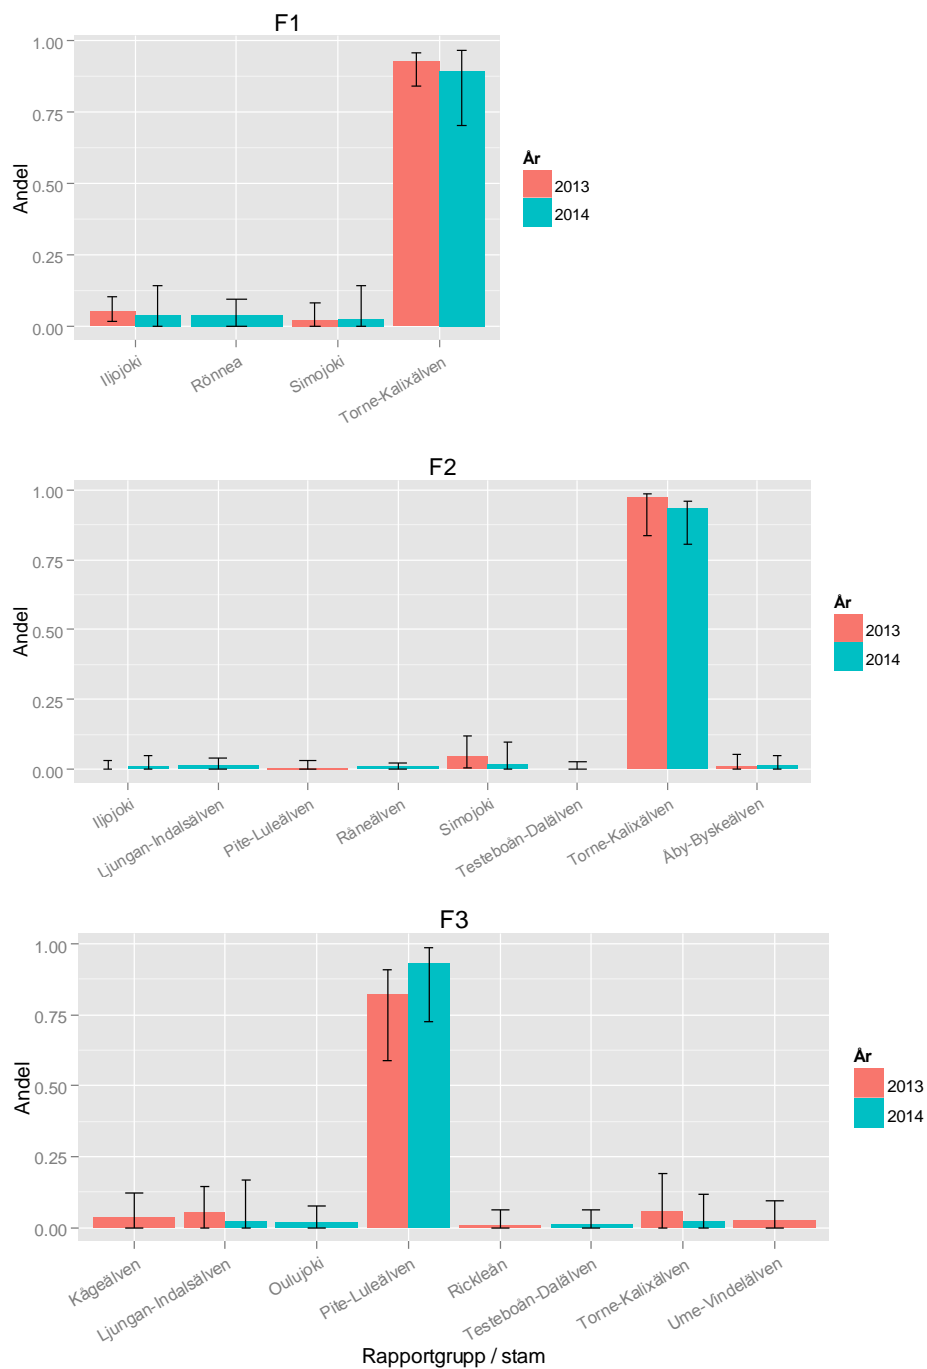 F1
1.00
0.75
0.50
0.25
0.00
Andel
Iijojoki
Rönnea
Simojoki
Torne-Kalixälven
År
2013
2014
F2
1.00
0.75
0.50
0.25
0.00
Andel
Iijojoki
Ljungan-Indalsälven
Pite-Luleälven
Råneälven
Simojoki
Testeboån-Dalälven
Torne-Kalixälven
Åby-Byskeälven
År
2013
2014
F3
1.00
0.75
0.50
0.25
0.00
Andel
Kågeälven
Ljungan-Indalsälven
Oulujoki
Pite-Luleälven
Rickleån
Testeboån-Dalälven
Torne-Kalixälven
Ume-Vindelälven
År
2013
2014
Rapportgrupp / stam